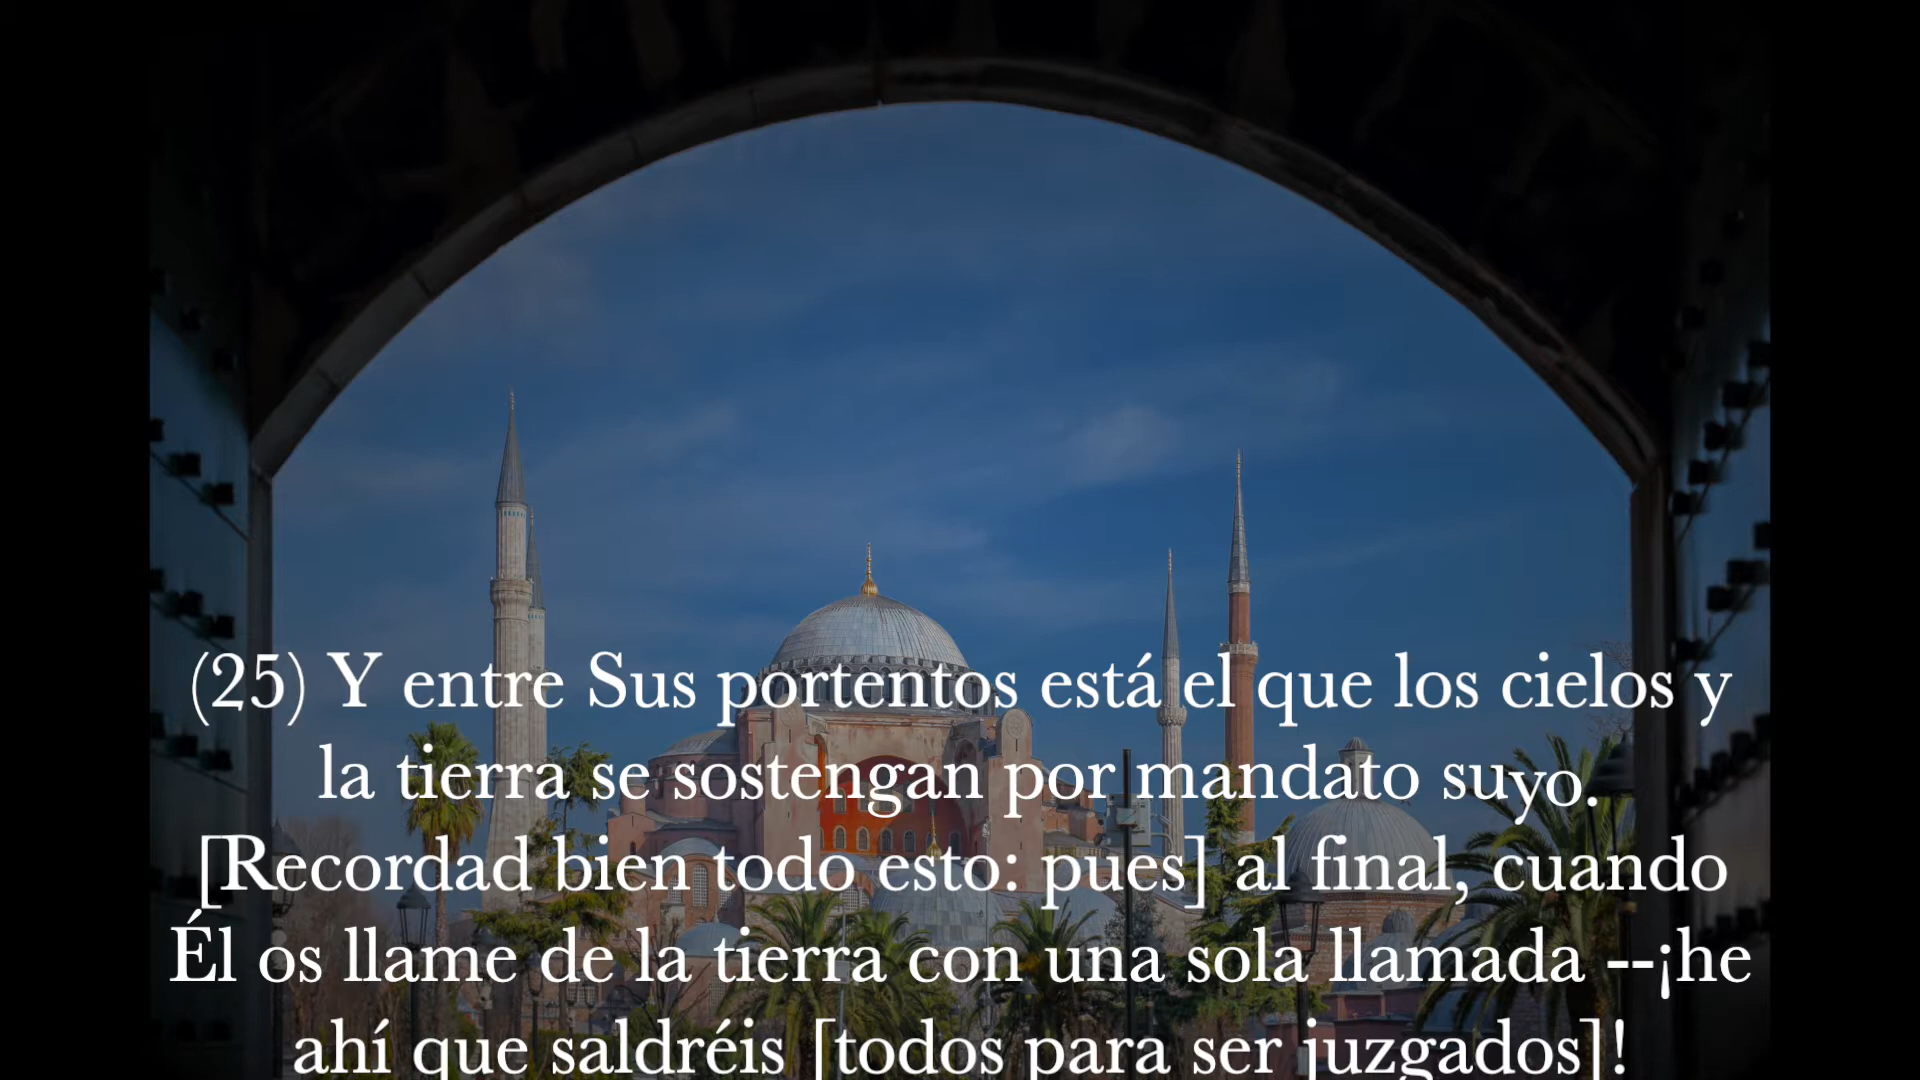 (25) Y entre Sus portentos está el que los cielos y
la tierra se sostengan por mandato suyo.
[Recordad bien todo esto: pues] al final, cuando
Él os llame de la tierra con una sola llamada --¡he
ahí que saldréis [todos para ser juzgados]!